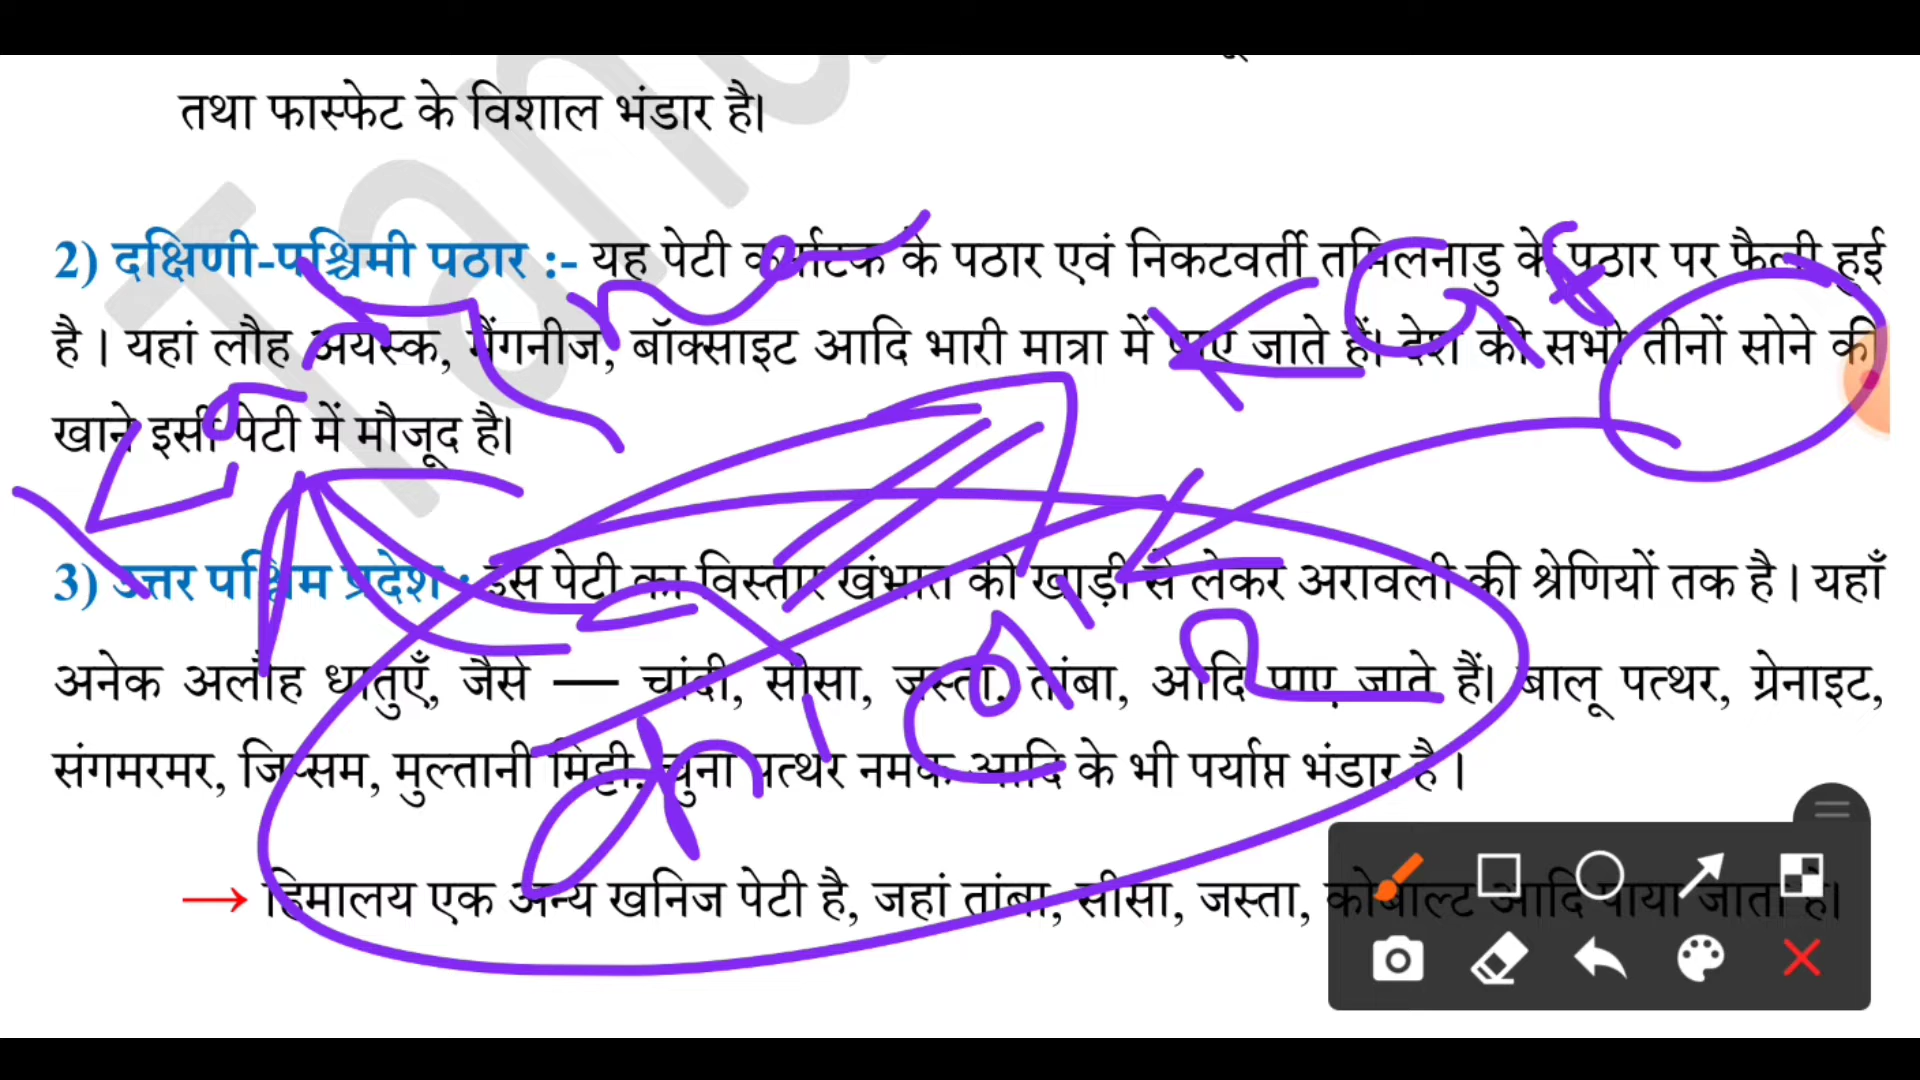 तथा फास्फेट के विशाल भंडार है।
2) दक्षिणी-पश्चिमी पठार :- यह पेटी कर्नाटक के पठार एवं निकटवर्ती तमिलनाडु के पठार पर फैली हुई
है । यहां लौह अयस्क, मैंगनीज, बॉक्साइट आदि भारी मात्रा में पाए जाते हैं। देश की सभी तीनों सोने की
खाने इसी पेटी में मौजूद है।
3) उत्तर पश्चिम प्रदेश : इस पेटी का विस्तार खंभात की खाड़ी से लेकर अरावली की श्रेणियों तक है । यहाँ
अनेक अलौह धातुएँ, जैसे — चांदी, सीसा, जस्ता, तांबा, आदि पाए जाते हैं। बालू पत्थर, ग्रेनाइट,
संगमरमर, जिप्सम, मुल्तानी मिट्टी, चुना पत्थर नमक आदि के भी पर्याप्त भंडार है ।
→ हिमालय एक अन्य खनिज पेटी है, जहां तांबा, सीसा, जस्ता, कोबाल्ट आदि पाया जाता है।